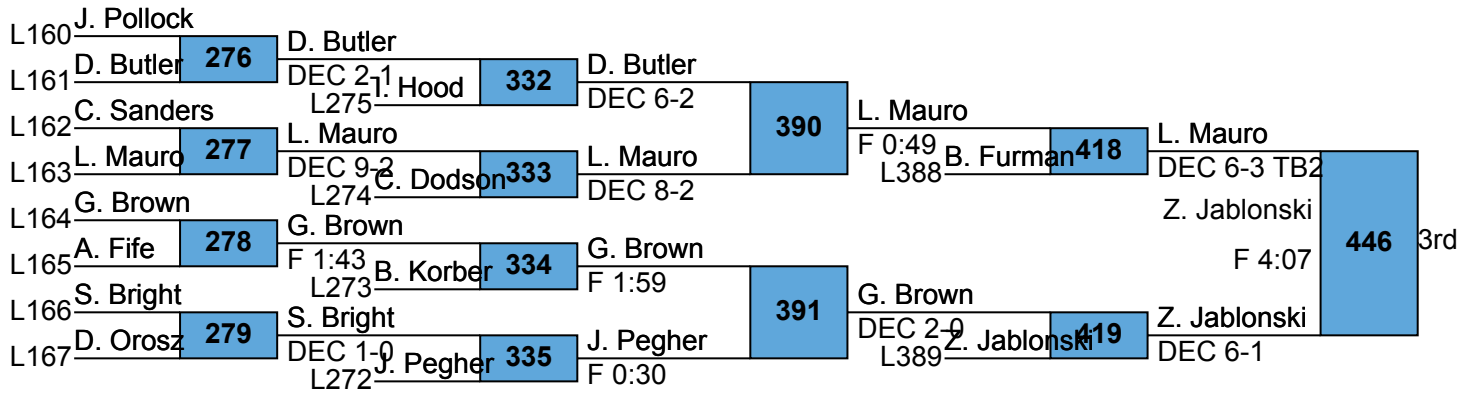 L160
J. Pollock
L161
D. Butler
276
L162
C. Sanders
L163
L. Mauro
277
L164
G. Brown
L165
A. Fife
278
L166
S. Bright
L167
D. Orosz
279
D. Butler
DEC 2-1
L275
T. Hood
332
L. Mauro
DEC 9-2
L274
C. Dodson
333
G. Brown
F 1:43
L273
B. Korber
334
S. Bright
DEC 1-0
L272
J. Pegher
335
D. Butler
DEC 6-2
L. Mauro
DEC 8-2
390
G. Brown
F 1:59
J. Pegher
F 0:30
391
L. Mauro
F 0:49
L388
B. Furman
418
G. Brown
DEC 2-0
L389
Z. Jablonski
419
L. Mauro
DEC 6-3 TB2
Z. Jablonski
F 4:07
Z. Jablonski
DEC 6-1
446
3rd